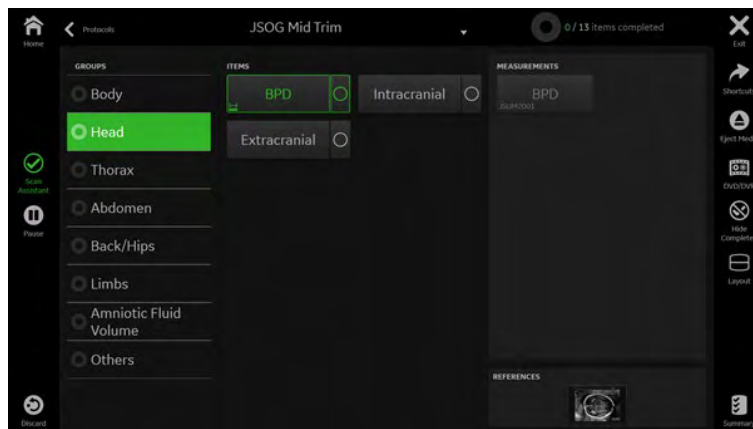 Home
Protocols
JSOG Mid Trim
0 / 13 items completed
Exit
GROUPS
Body
Head
Thorax
Abdomen
Back/Hips
Limbs
Amniotic Fluid
Volume
Others
ITEMS
BPD
Intracranial
Extracranial
MEASUREMENTS
BPD
JSUM2001
REFERENCES
Scan
Assistant
Pause
Discard
Shortcuts
Eject Med
DVD/DVR
Hide
Complete
Layout
Summar